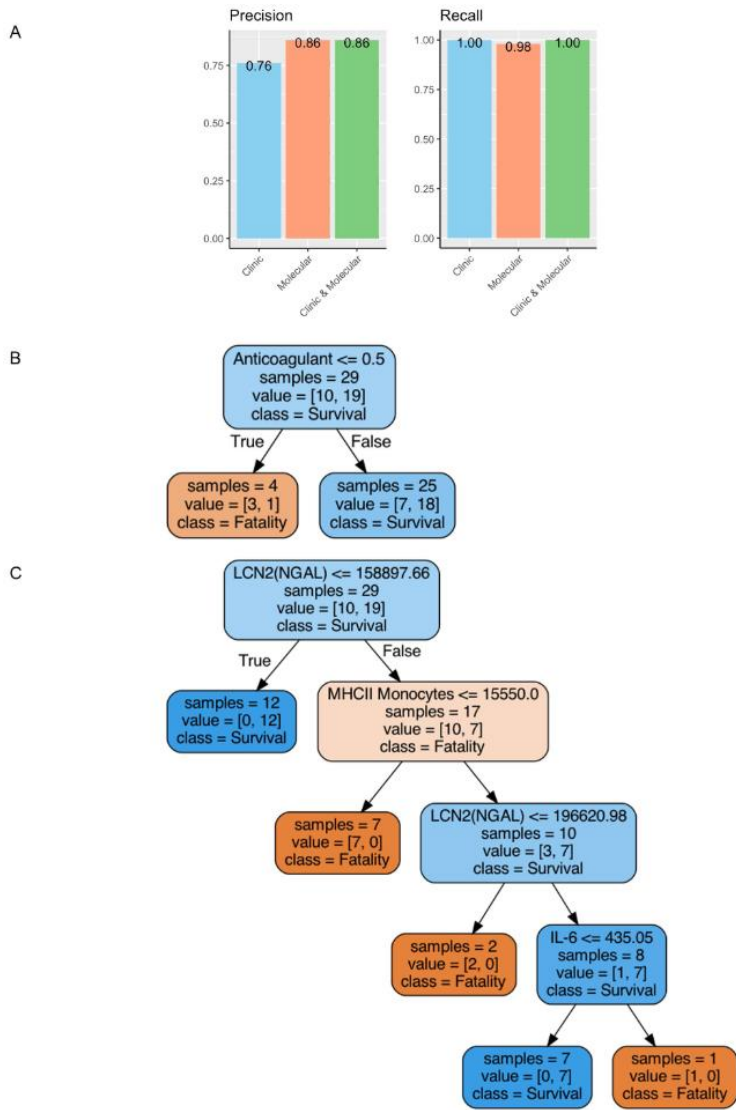 A
Precision
0.76
0.86
0.86
0.75
0.50
0.25
0.00
Clinic
Molecular
Clinic & Molecular
Recall
1.00
0.98
1.00
1.00
0.75
0.50
0.25
0.00
Clinic
Molecular
Clinic & Molecular
B
Anticoagulant <= 0.5
samples = 29
value = [10, 19]
class = Survival
True
False
samples = 4
value = [3, 1]
class = Fatality
samples = 25
value = [7, 18]
class = Survival
C
LCN2(NGAL) <= 158897.66
samples = 29
value = [10, 19]
class = Survival
True
False
samples = 12
value = [0, 12]
class = Survival
MHCII Monocytes <= 15550.0
samples = 17
value = [10, 7]
class = Fatality
samples = 7
value = [7, 0]
class = Fatality
LCN2(NGAL) <= 196620.98
samples = 10
value = [3, 7]
class = Survival
samples = 2
value = [2, 0]
class = Fatality
IL-6 <= 435.05
samples = 8
value = [1, 7]
class = Survival
samples = 7
value = [0, 7]
class = Survival
samples = 1
value = [1, 0]
class = Fatality